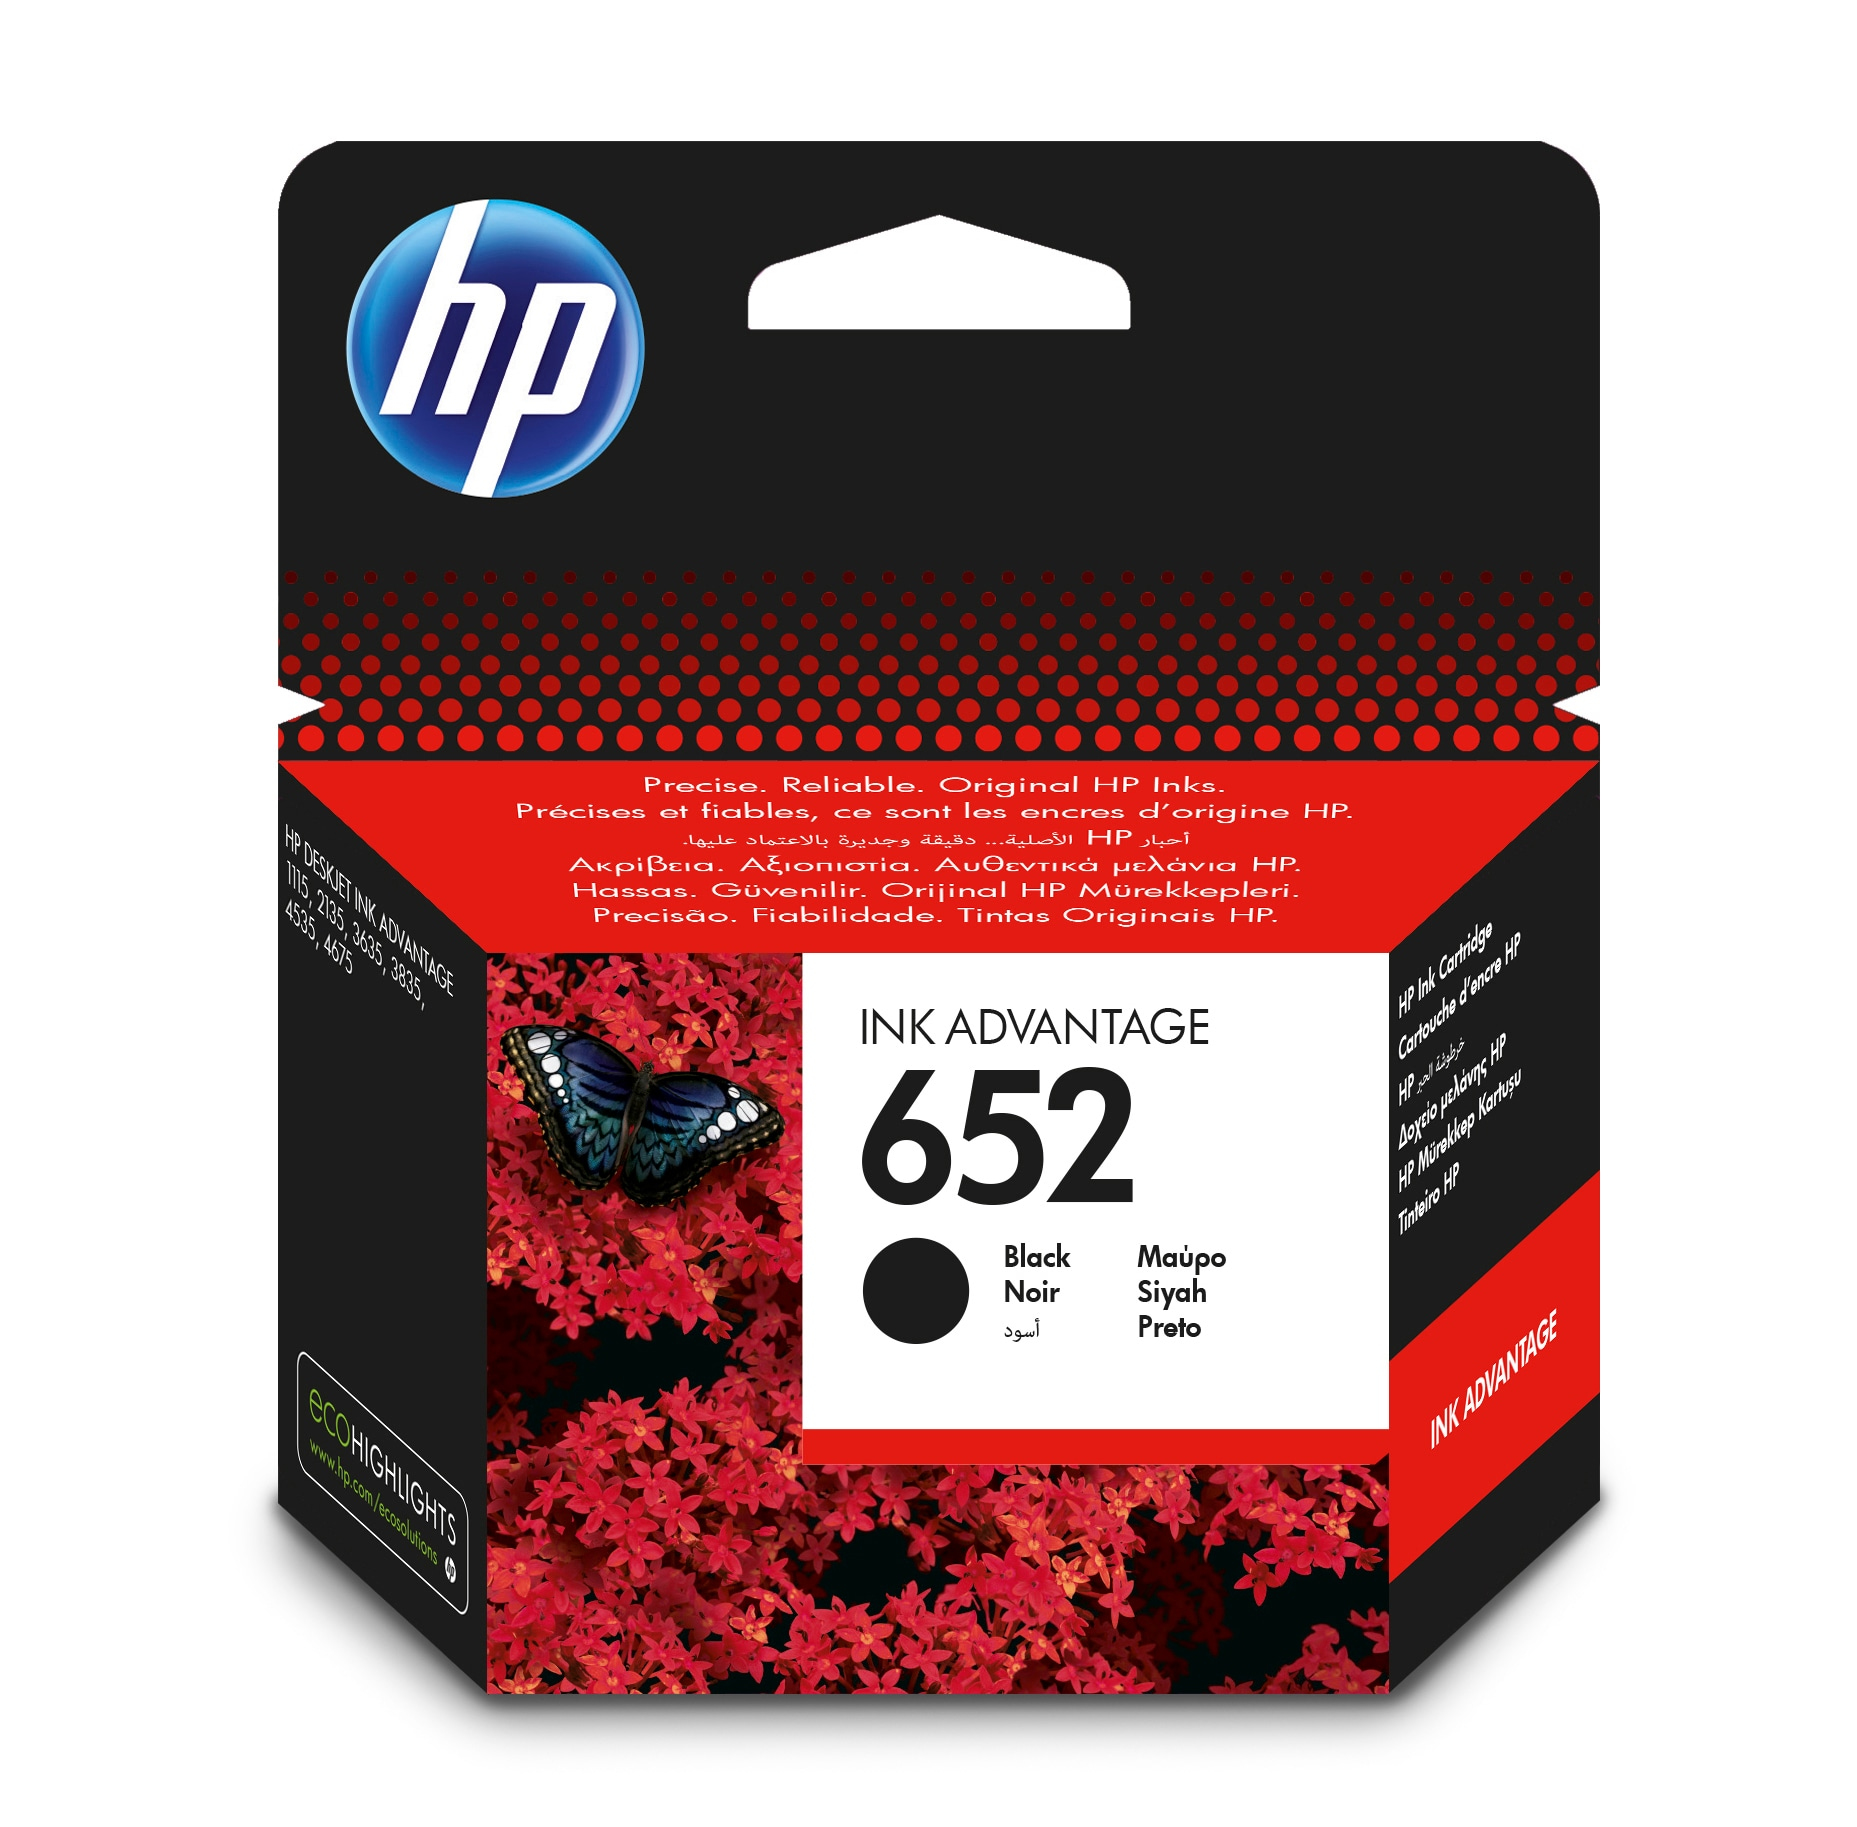 hp
Precise. Reliable. Original HP Inks.
Précises et fiables, ce sont les encres d’origine HP.
أحبار HP الأصلية... دقيقة وجديرة بالاعتماد عليها.
Ακρίβεια. Αξιοπιστία. Αυθεντικά μελάνια HP.
Hassas. Güvenilir. Orijinal HP Mürekkepleri.
Precisão. Fiabilidade. Tintas Originais HP.
HP DESKJET INK ADVANTAGE
1115, 2135, 3635, 3835,
4535, 4675
INK ADVANTAGE
652
Black
Noir
أسود
Μαύρο
Siyah
Preto
HP Ink Cartridge
Cartouche d’encre HP
خرطوشة الحبر HP
Δοχείο μελάνης HP
HP Mürekkep Kartuşu
Tinteiro HP
INK ADVANTAGE
ecoHIGHLIGHTS
www.hp.com/ecosolutions
hp